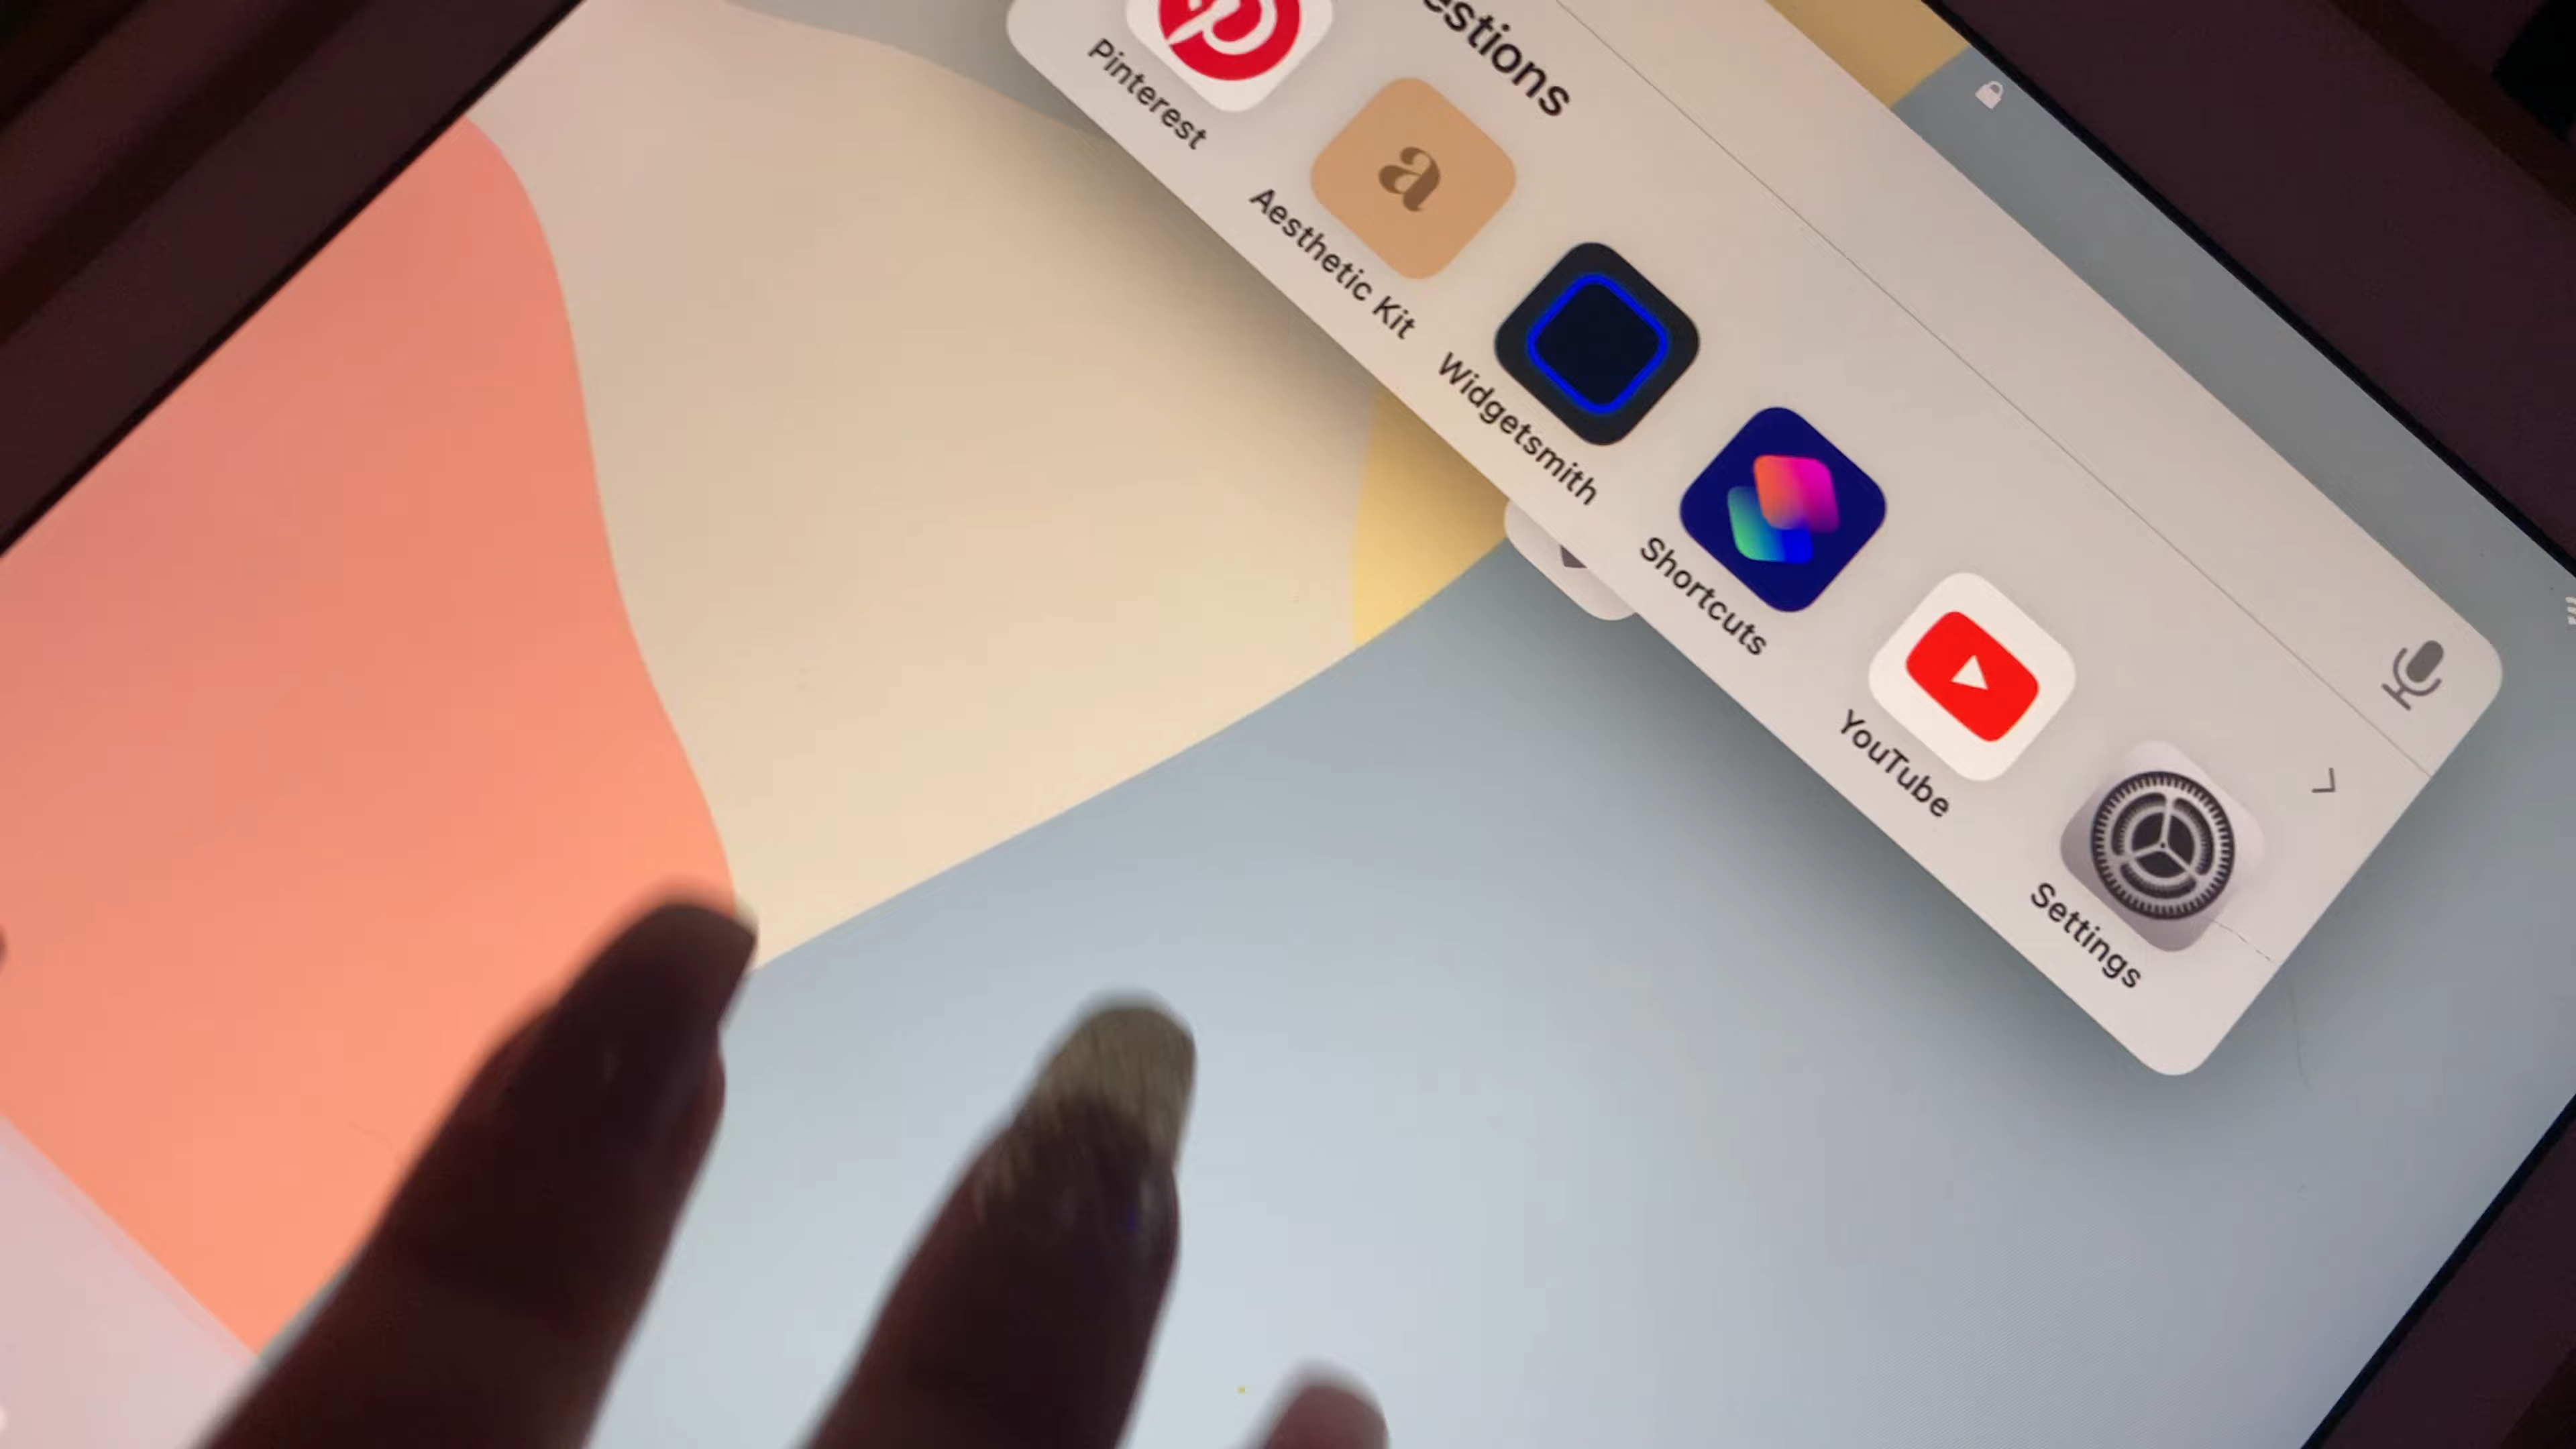 estions
Pinterest
a
Aesthetic Kit
Widgetsmith
Shortcuts
YouTube
Settings